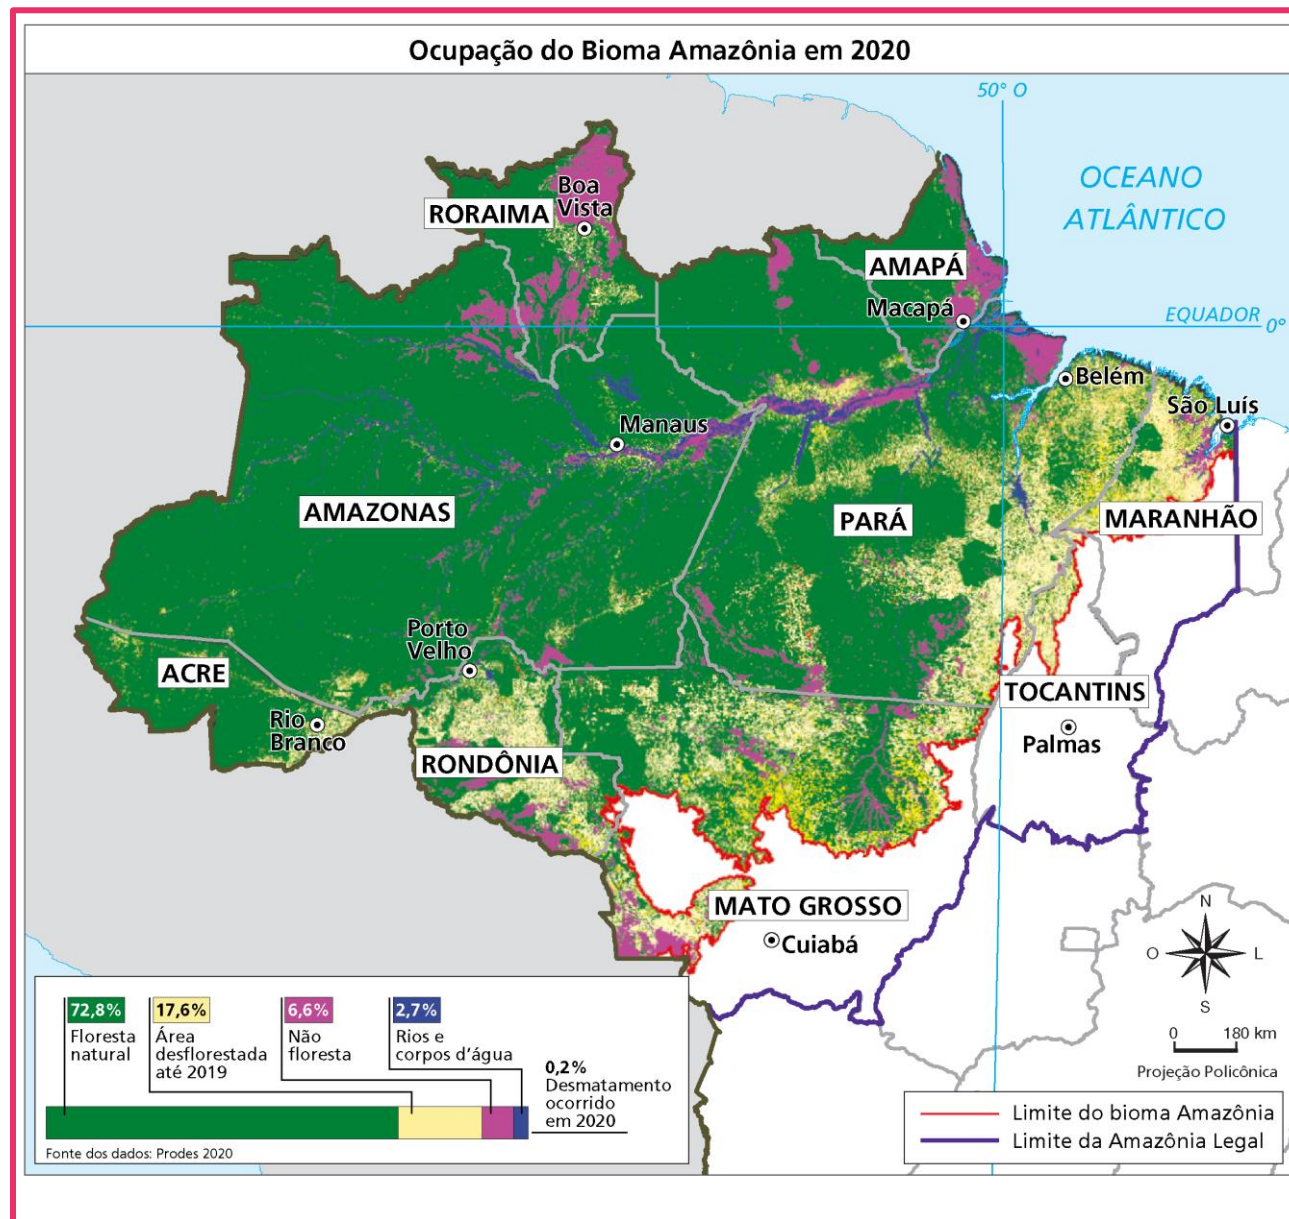 Ocupação do Bioma Amazônia em 2020
50° O
OCEANO
ATLÂNTICO
Boa
Vista
RORAIMA
AMAPÁ
Macapá
EQUADOR
0°
Belém
São Luís
Manaus
AMAZONAS
PARÁ
MARANHÃO
Porto
Velho
ACRE
TOCANTINS
Rio
Branco
Palmas
RONDÔNIA
MATO GROSSO
Cuiabá
N
O
L
S
0 180 km
Projeção Policônica
72,8%
Floresta
natural
17,6%
Área
desflorestada
até 2019
6,6%
Não
floresta
2,7%
Rios e
corpos d’água
0,2%
Desmatamento
ocorrido
em 2020
Fonte dos dados: Prodes 2020
Limite do bioma Amazônia
Limite da Amazônia Legal